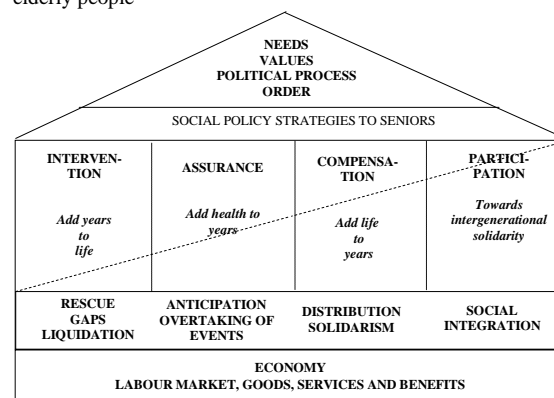 elderly people
NEEDS
VALUES
POLITICAL PROCESS
ORDER
SOCIAL POLICY STRATEGIES TO SENIORS
INTERVEN-
TION
Add years
to
life
ASSURANCE
Add health to
years
COMPENSA-
TION
Add life
to
years
PARTICI-
PATION
Towards
intergenerational
solidarity
RESCUE
GAPS
LIQUIDATION
ANTICIPATION
OVERTAKING OF
EVENTS
DISTRIBUTION
SOLIDARISM
SOCIAL
INTEGRATION
ECONOMY
LABOUR MARKET, GOODS, SERVICES AND BENEFITS